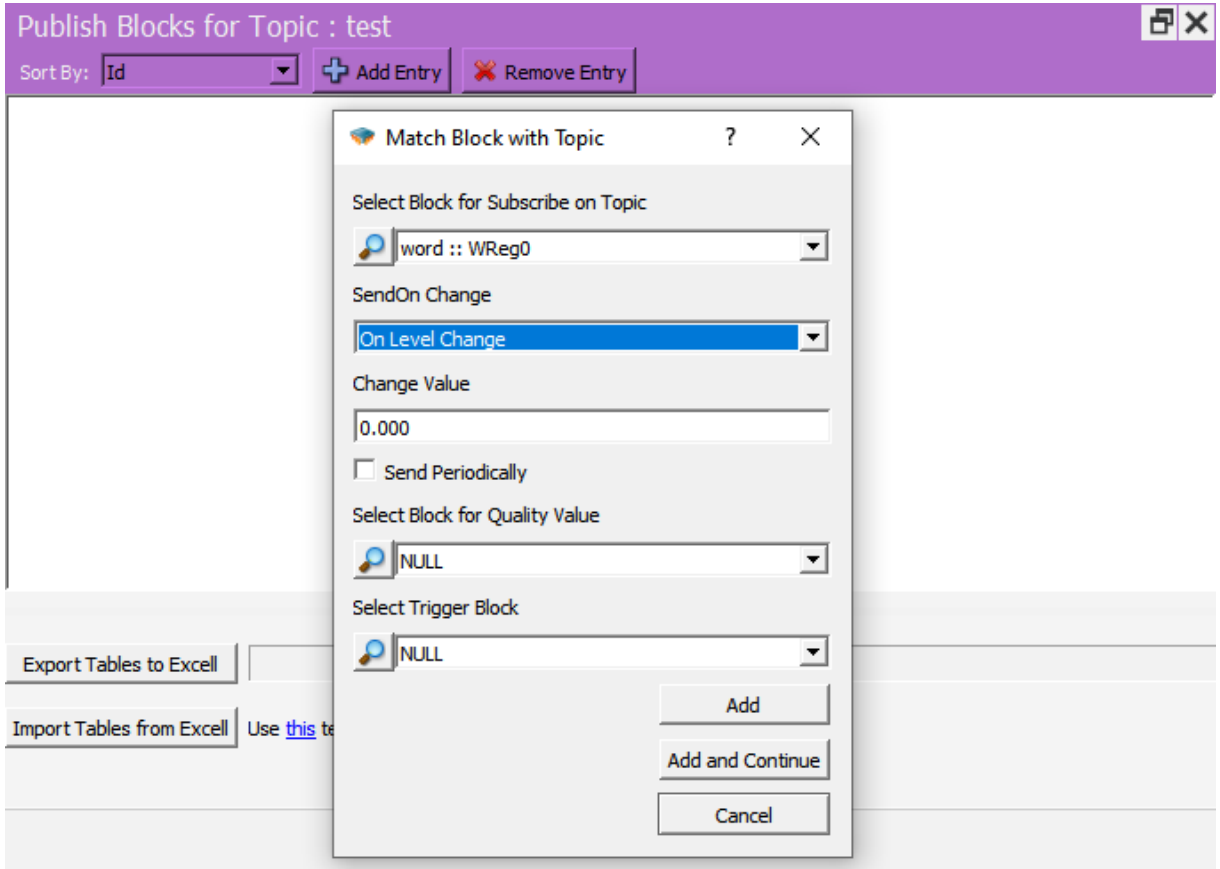 Publish Blocks for Topic : test
Sort By: Id Add Entry Remove Entry
Match Block with Topic ?
Select Block for Subscribe on Topic
word :: WReg0
SendOn Change
On Level Change
Change Value
0.000
Send Periodically
Select Block for Quality Value
NULL
Select Trigger Block
NULL
Export Tables to Excell
Add
Import Tables from Excell Use this te
Add and Continue
Cancel